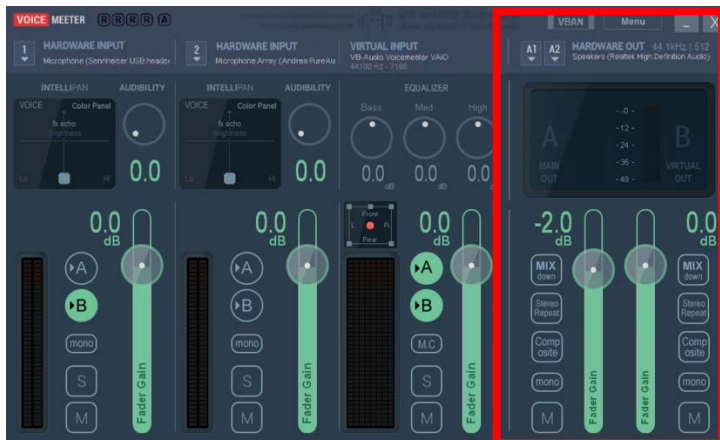 VOICE MEETER R R R R A
VBAN Menu _ X
1 HARDWARE INPUT
Microphone (Sennheiser USB heads
2 HARDWARE INPUT
Microphone Array (Andrea PureAu
VIRTUAL INPUT
VB-Audio Voicemeeter VAIO
44100 Hz - 7168
A1 A2 HARDWARE OUT 44.1kHz | 512
Speakers (Realtek High Definition Audio)
INTELLIPAN AUDIBILITY
VOICE Color Panel
fx echo
brightness
Lo Hi 0.0
INTELLIPAN AUDIBILITY
VOICE Color Panel
fx echo
brightness
Lo Hi 0.0
EQUALIZER
Bass Med High
0.0 0.0 0.0
dB dB dB
A
MAIN
OUT
-0-
-12-
-24-
-36-
-48-
B
VIRTUAL
OUT
0.0
dB
A
B
mono
S
M
Fader Gain
0.0
dB
A
B
mono
S
M
Fader Gain
Front
L R
Rear
0.0
dB
A
B
M.C
S
M
Fader Gain
-2.0
dB
MIX
down
Stereo
Repeat
Comp
osite
mono
M
Fader Gain
Fader Gain
0.0
dB
MIX
down
Stereo
Repeat
Comp
osite
mono
M